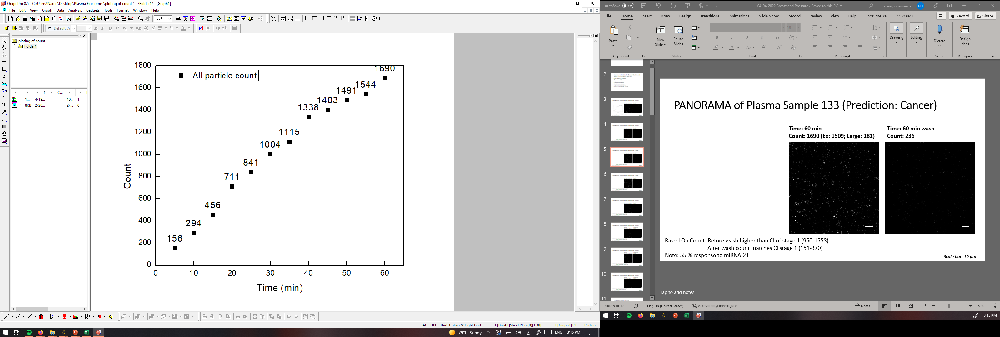 OriginPro 8.5 - C:\Users\Nareg\Desktop\Plasma Exosomes\ploting of count * - /Folder1/ - [Graph1]
File Edit View Graph Data Analysis Gadgets Tools Format Window Help
100%
Default: A 0 B I U
ploting of count
Folder1
1... 4/18... 10... 1
8KB 2/28... 2/... 0
1
All particle count
1800
1600
1400
1200
1000
800
600
400
200
0
Count
156
294
456
711
841
1004
1115
1338
1403
1491
1544
1690
0 10 20 30 40 50 60
Time (min)
AU : ON Dark Colors & Light Grids 1:[Book1]Sheet1!Col(B)[1:30] 1:[Graph1]1!1 Radian
79°F Sunny ENG 3:15 PM
AutoSave Off 04-04-2022 Breast and Prostate • Saved to this PC nareg ohannesian NO
File Home Insert Draw Design Transitions Animations Slide Show Record Review View Help EndNote X8 ACROBAT Record Share
Paste New Slide Reuse Slides Drawing Editing Dictate Design Ideas
Clipboard Slides Font Paragraph Voice Designer
2
3
4
5
6
7
8
9
10
11
PANORAMA of Plasma Sample 133 (Prediction: Cancer)
Time: 60 min
Count: 1690 (Ex: 1509; Large: 181)
Time: 60 min wash
Count: 236
Based On Count: Before wash higher than CI of stage 1 (950-1558)
After wash count matches CI stage 1 (151-370)
Note: 55 % response to miRNA-21
Scale bar: 10 µm
Tap to add notes
Slide 5 of 47 English (United States) Accessibility: Investigate Notes 82%
3:15 PM